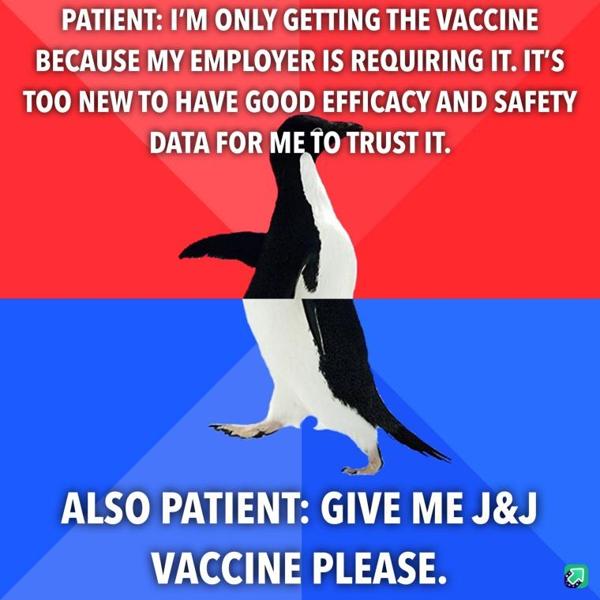 PATIENT: I'M ONLY GETTING THE VACCINE
BECAUSE MY EMPLOYER IS REQUIRING IT. IT'S
TOO NEW TO HAVE GOOD EFFICACY AND SAFETY
DATA FOR ME TO TRUST IT.
ALSO PATIENT: GIVE ME J&J
VACCINE PLEASE.